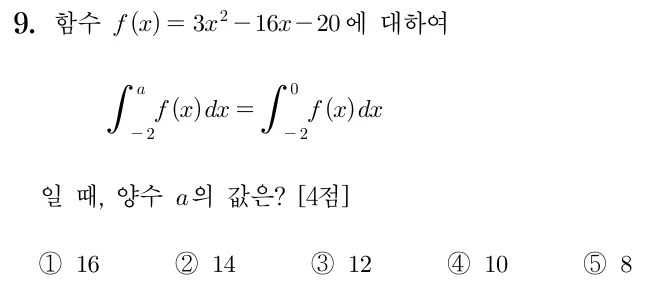 9. 함수 f(x)=3x²-16x-20에 대하여
∫₋₂ᵃ f(x)dx = ∫₋₂⁰ f(x)dx
일 때, 양수 a의 값은? [4점]
① 16 ② 14 ③ 12 ④ 10 ⑤ 8